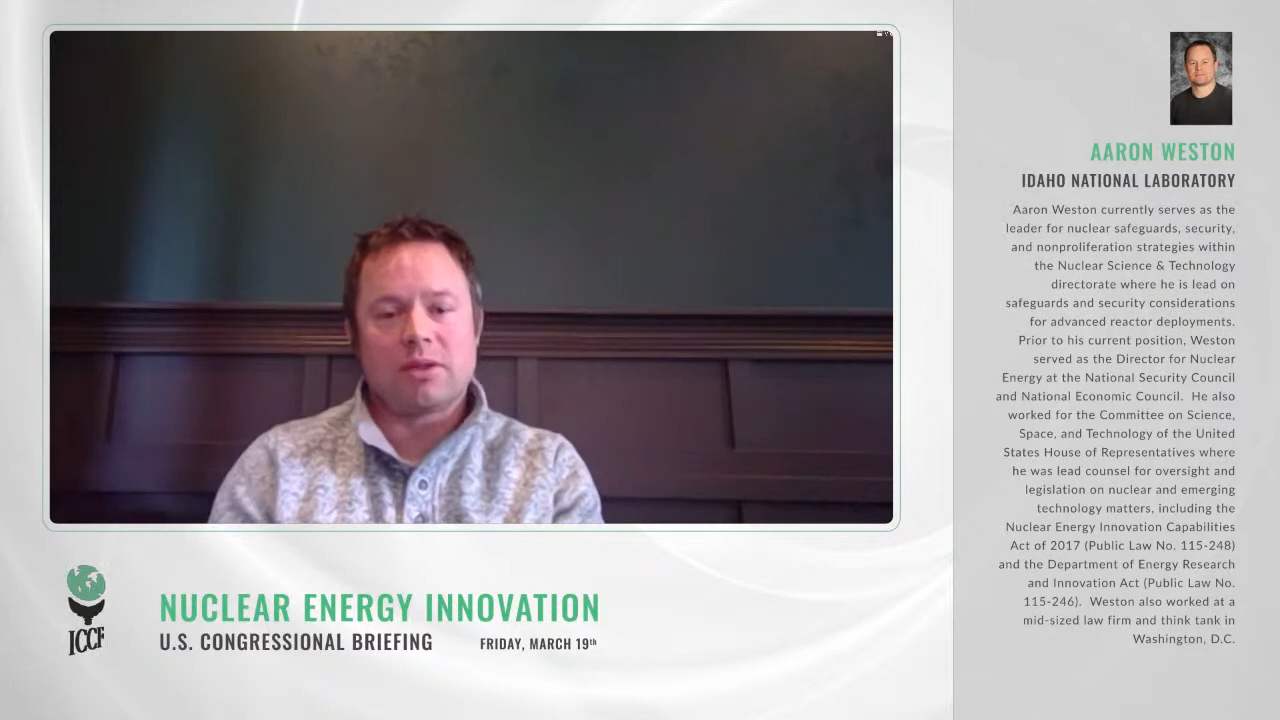 AARON WESTON
IDAHO NATIONAL LABORATORY
Aaron Weston currently serves as the
leader for nuclear safeguards, security,
and nonproliferation strategies within
the Nuclear Science & Technology
directorate where he is lead on
safeguards and security considerations
for advanced reactor deployments.
Prior to his current position, Weston
served as the Director for Nuclear
Energy at the National Security Council
and National Economic Council. He also
worked for the Committee on Science,
Space, and Technology of the United
States House of Representatives where
he was lead counsel for oversight and
legislation on nuclear and emerging
technology matters, including the
Nuclear Energy Innovation Capabilities
Act of 2017 (Public Law No. 115-248)
and the Department of Energy Research
and Innovation Act (Public Law No.
115-246). Weston also worked at a
mid-sized law firm and think tank in
Washington, D.C.
ICCF
NUCLEAR ENERGY INNOVATION
U.S. CONGRESSIONAL BRIEFING
FRIDAY, MARCH 19th